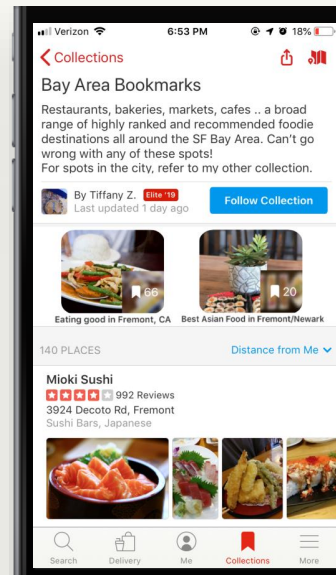 Verizon 6:53 PM 18%
Collections
Bay Area Bookmarks
Restaurants, bakeries, markets, cafes .. a broad
range of highly ranked and recommended foodie
destinations all around the SF Bay Area. Can't go
wrong with any of these spots!
For spots in the city, refer to my other collection.
By Tiffany Z. Elite '19
Last updated 1 day ago
Follow Collection
66
20
Eating good in Fremont, CA
Best Asian Food in Fremont/Newark
140 PLACES
Distance from Me
Mioki Sushi
992 Reviews
3924 Decoto Rd, Fremont
Sushi Bars, Japanese
Search
Delivery
Me
Collections
More